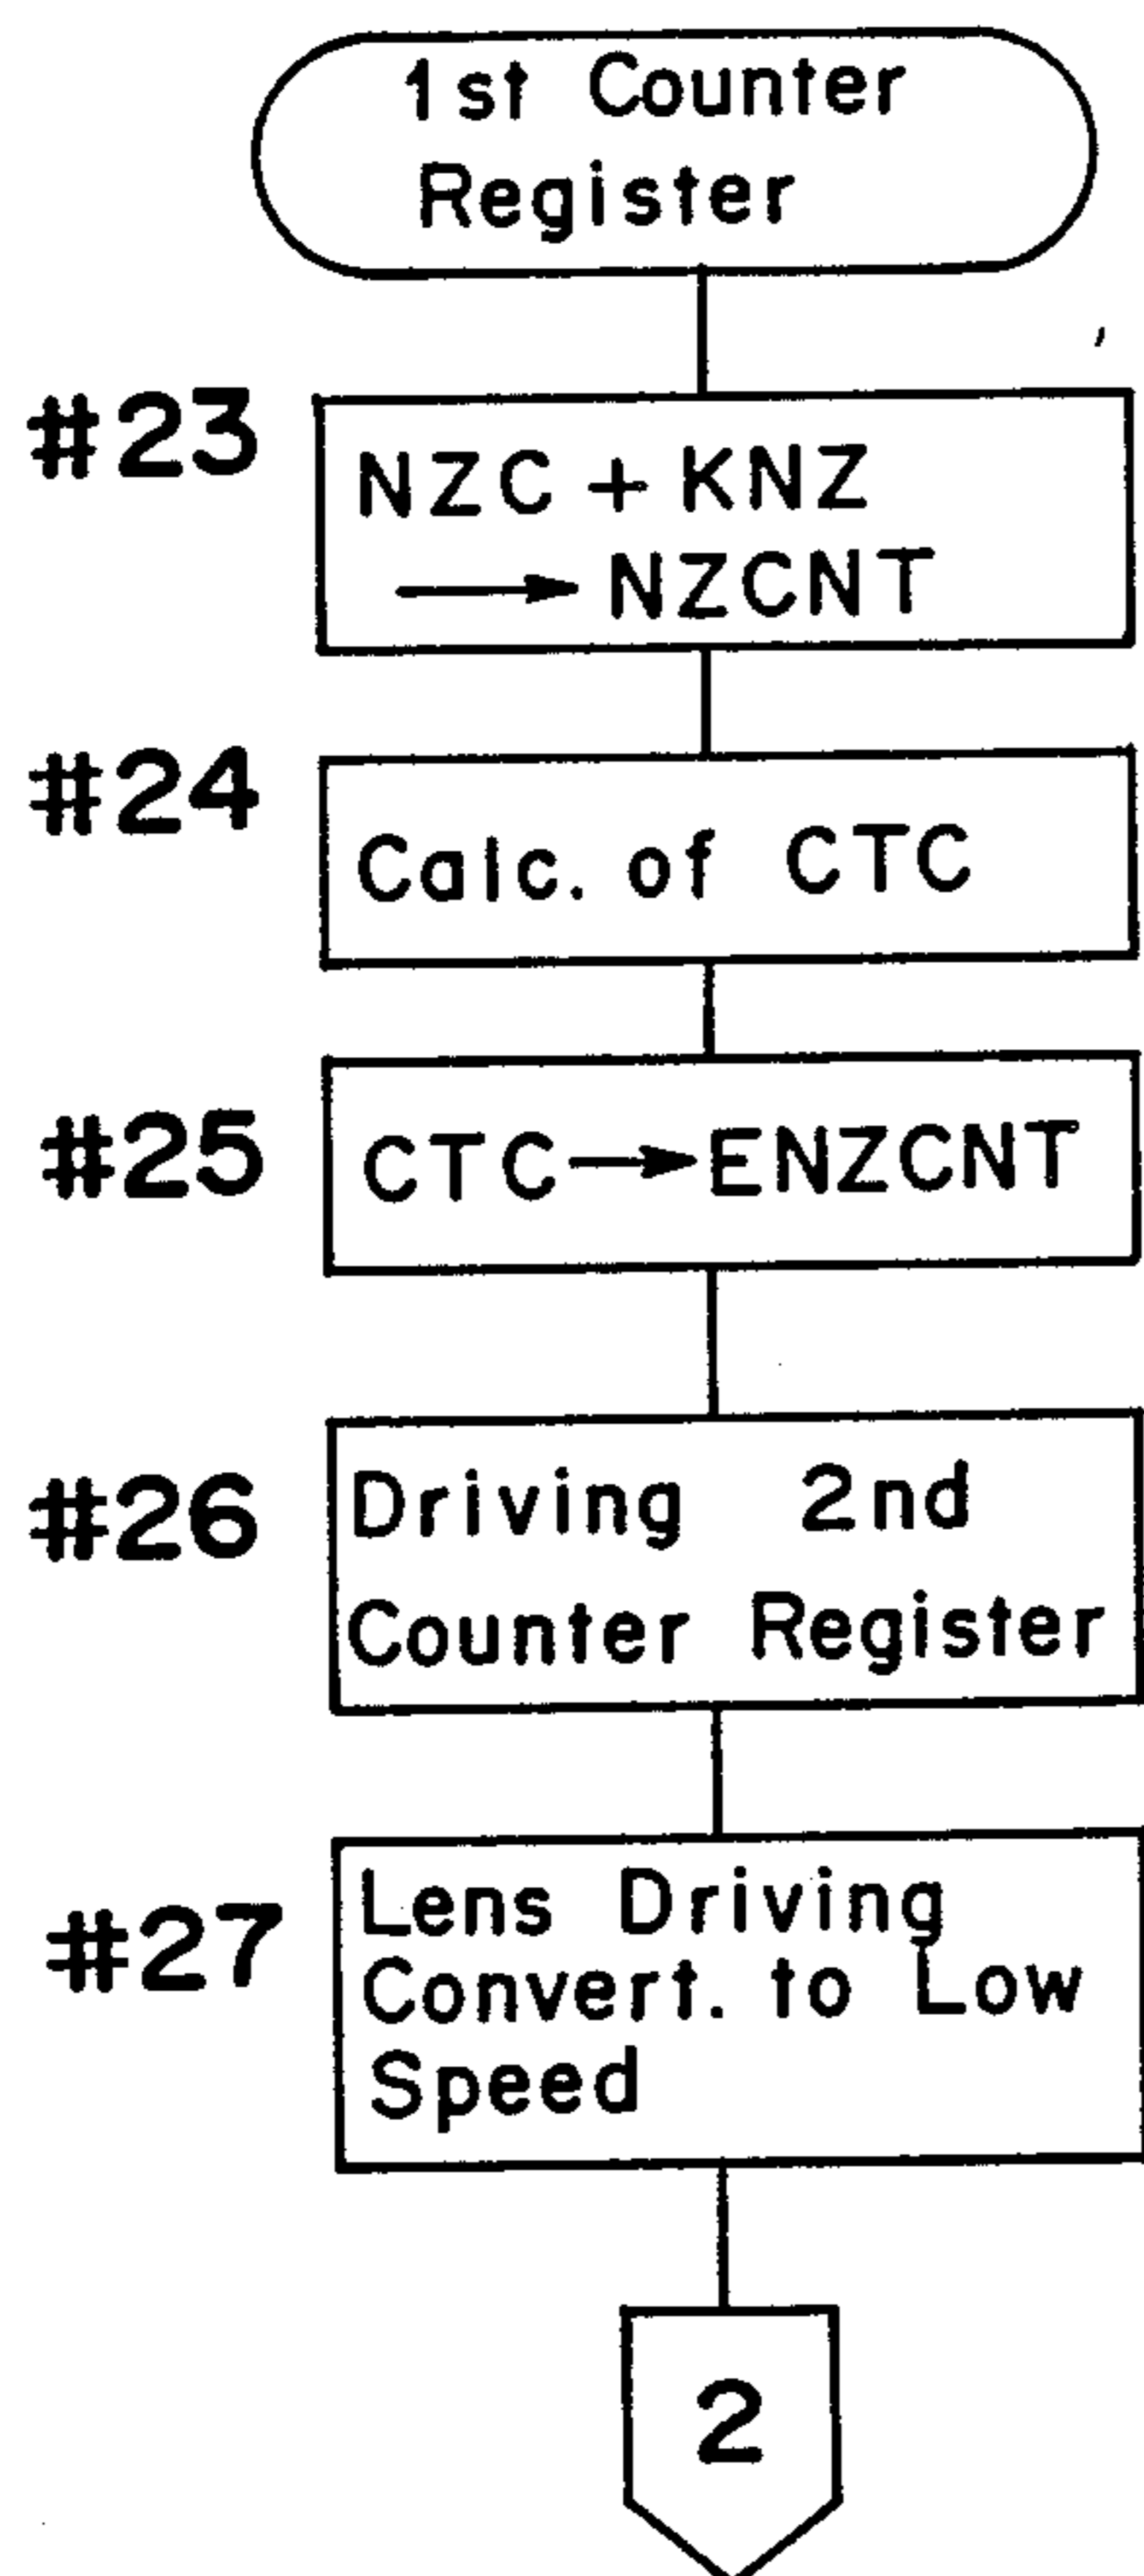 1st Counter
Register
#23
NZC + KNZ
→ NZCNT
#24
Calc. of CTC
#25
CTC → ENZCNT
#26
Driving 2nd
Counter Register
#27
Lens Driving
Convert. to Low
Speed
2